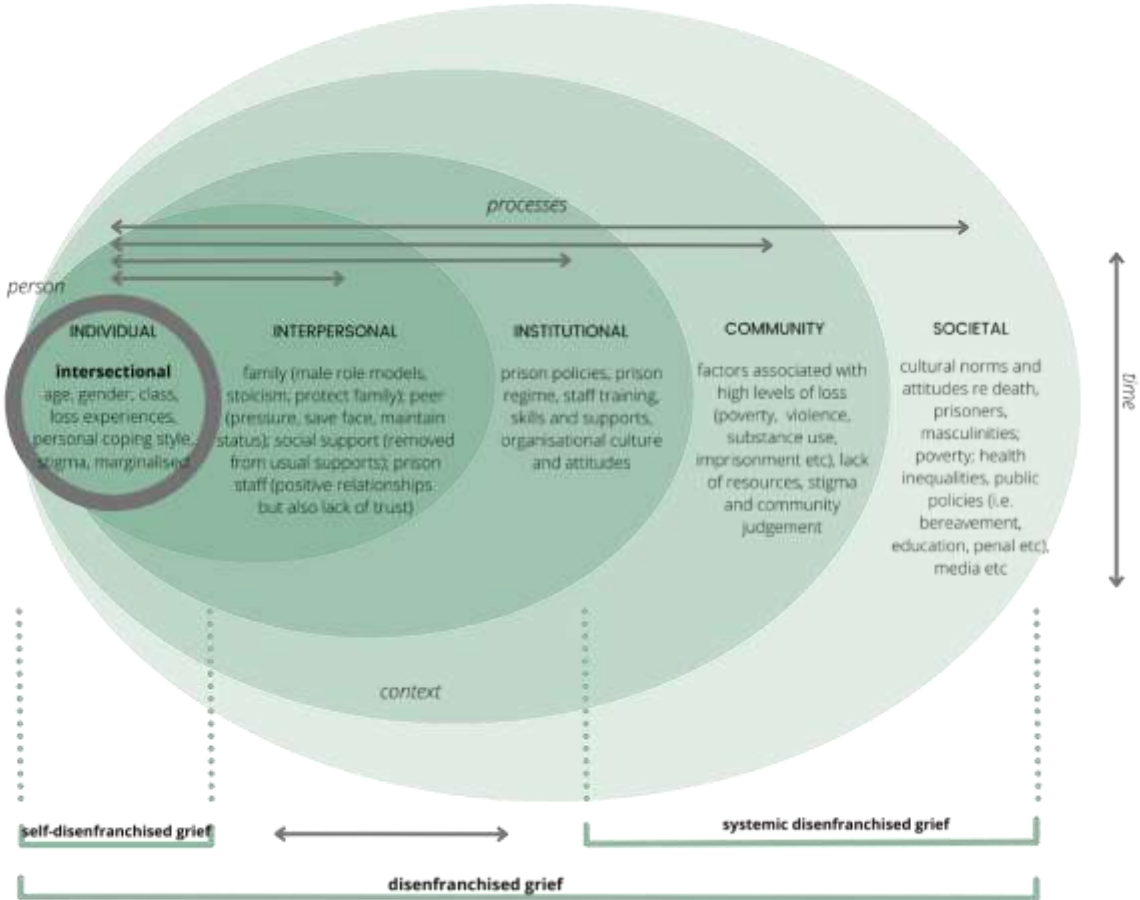 processes
person
INDIVIDUAL
intersectional
age, gender, class,
loss experiences,
personal coping style,
stigma, marginalised
INTERPERSONAL
family (male role models,
stoicism, protect family); peer
(pressure, save face, maintain
status); social support (removed
from usual supports); prison
staff (positive relationships
but also lack of trust)
INSTITUTIONAL
prison policies, prison
regime, staff training,
skills and supports,
organisational culture
and attitudes
COMMUNITY
factors associated with
high levels of loss
(poverty, violence,
substance use,
imprisonment etc), lack
of resources, stigma
and community
judgement
SOCIETAL
cultural norms and
attitudes re death,
prisoners,
masculinities;
poverty; health
inequalities, public
policies (i.e.
bereavement,
education, penal etc),
media etc
time
context
self-disenfranchised grief
systemic disenfranchised grief
disenfranchised grief